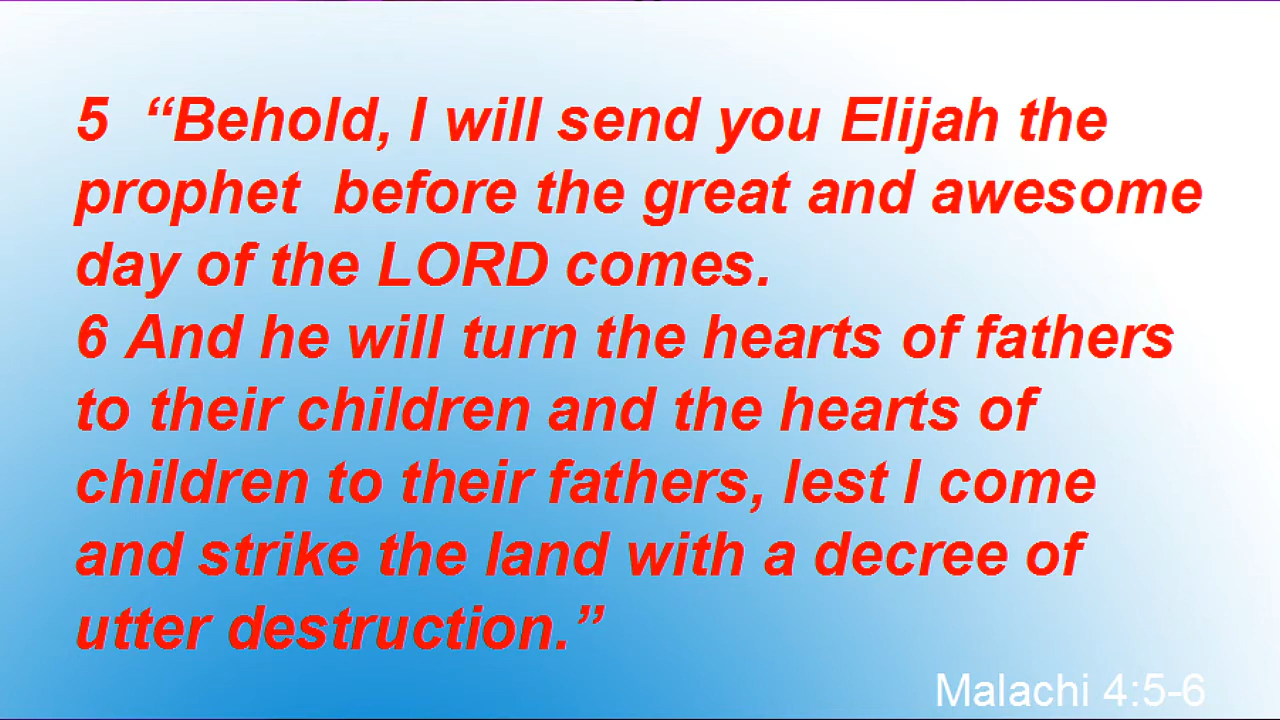 5  “Behold, I will send you Elijah the
prophet  before the great and awesome
day of the LORD comes.
6 And he will turn the hearts of fathers
to their children and the hearts of
children to their fathers, lest I come
and strike the land with a decree of
utter destruction.”
Malachi 4:5-6